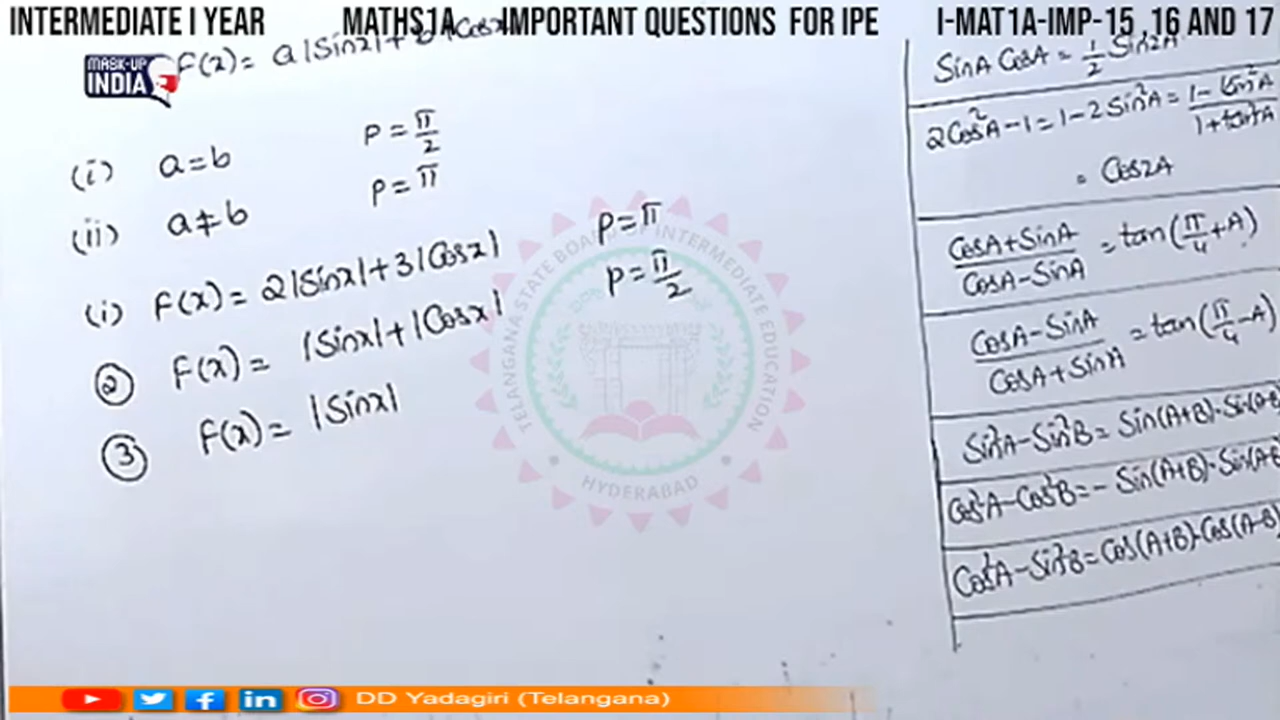 INTERMEDIATE I YEAR MATHS1A IMPORTANT QUESTIONS FOR IPE I-MAT1A-IMP-15 ,16 AND 17
MASK-UP
INDIA
F(x) = a|Sinx| + b|Cosx|
(i) a=b P = π/2
(ii) a≠b P = π
(i) F(x) = 2|Sinx|+3|Cosx| P = π
② F(x) = |Sinx|+|Cosx| P = π/2
③ F(x) = |Sinx|
SinA CosA = 1/2 Sin2A
2Cos²A-1 = 1-2Sin²A = (1-tan²A)/(1+tan²A)
= Cos2A
(CosA+SinA)/(CosA-SinA) = tan(π/4+A)
(CosA-SinA)/(CosA+SinA) = tan(π/4-A)
Sin²A-Sin²B = Sin(A+B)·Sin(A-B
Cos²A-Cos²B = - Sin(A+B)·Sin(A-B
Cos²A-Sin²B = Cos(A+B)·Cos(A-B)
TELANGANA STATE BOARD OF INTERMEDIATE EDUCATION
HYDERABAD
in DD Yadagiri (Telangana)